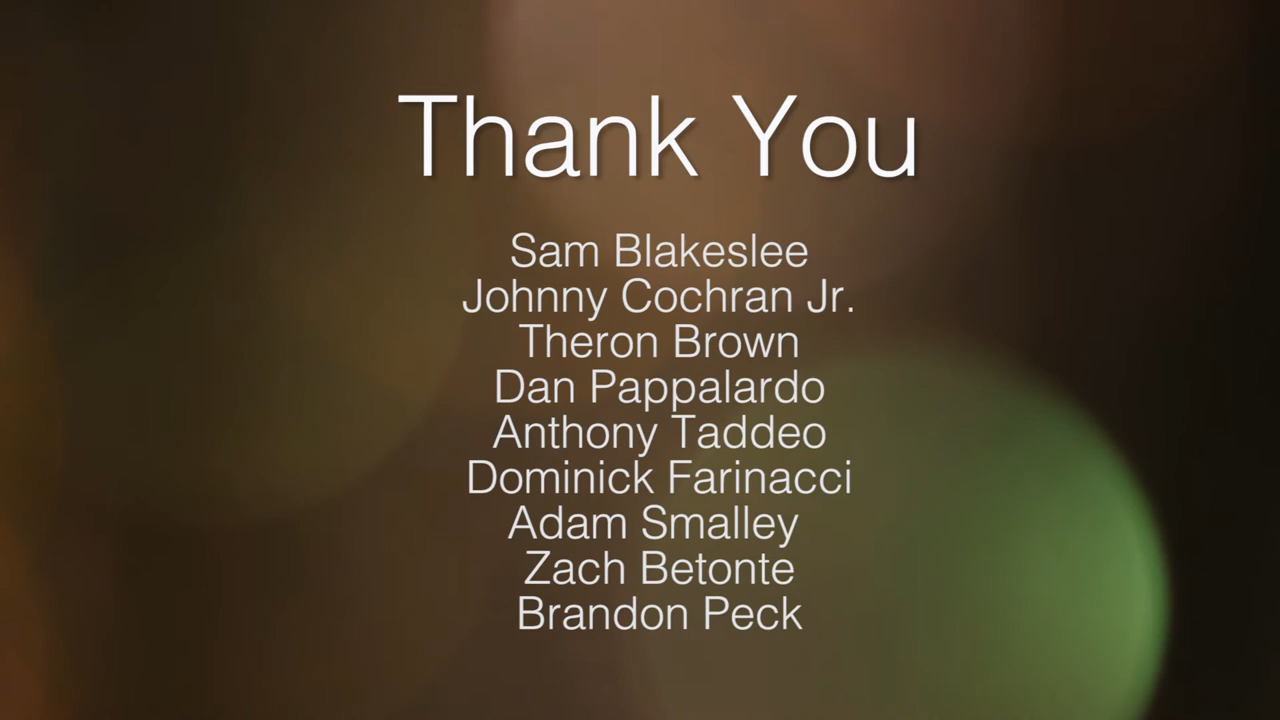 Thank You
Sam Blakeslee
Johnny Cochran Jr.
Theron Brown
Dan Pappalardo
Anthony Taddeo
Dominick Farinacci
Adam Smalley
Zach Betonte
Brandon Peck